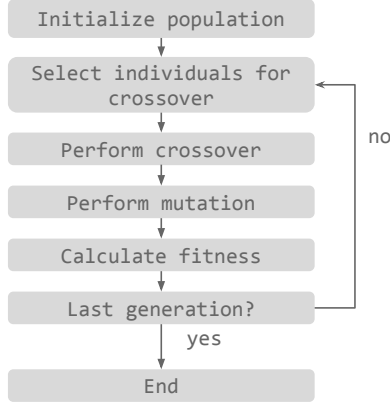 Initialize population
Select individuals for
crossover
no
Perform crossover
Perform mutation
Calculate fitness
Last generation?
yes
End